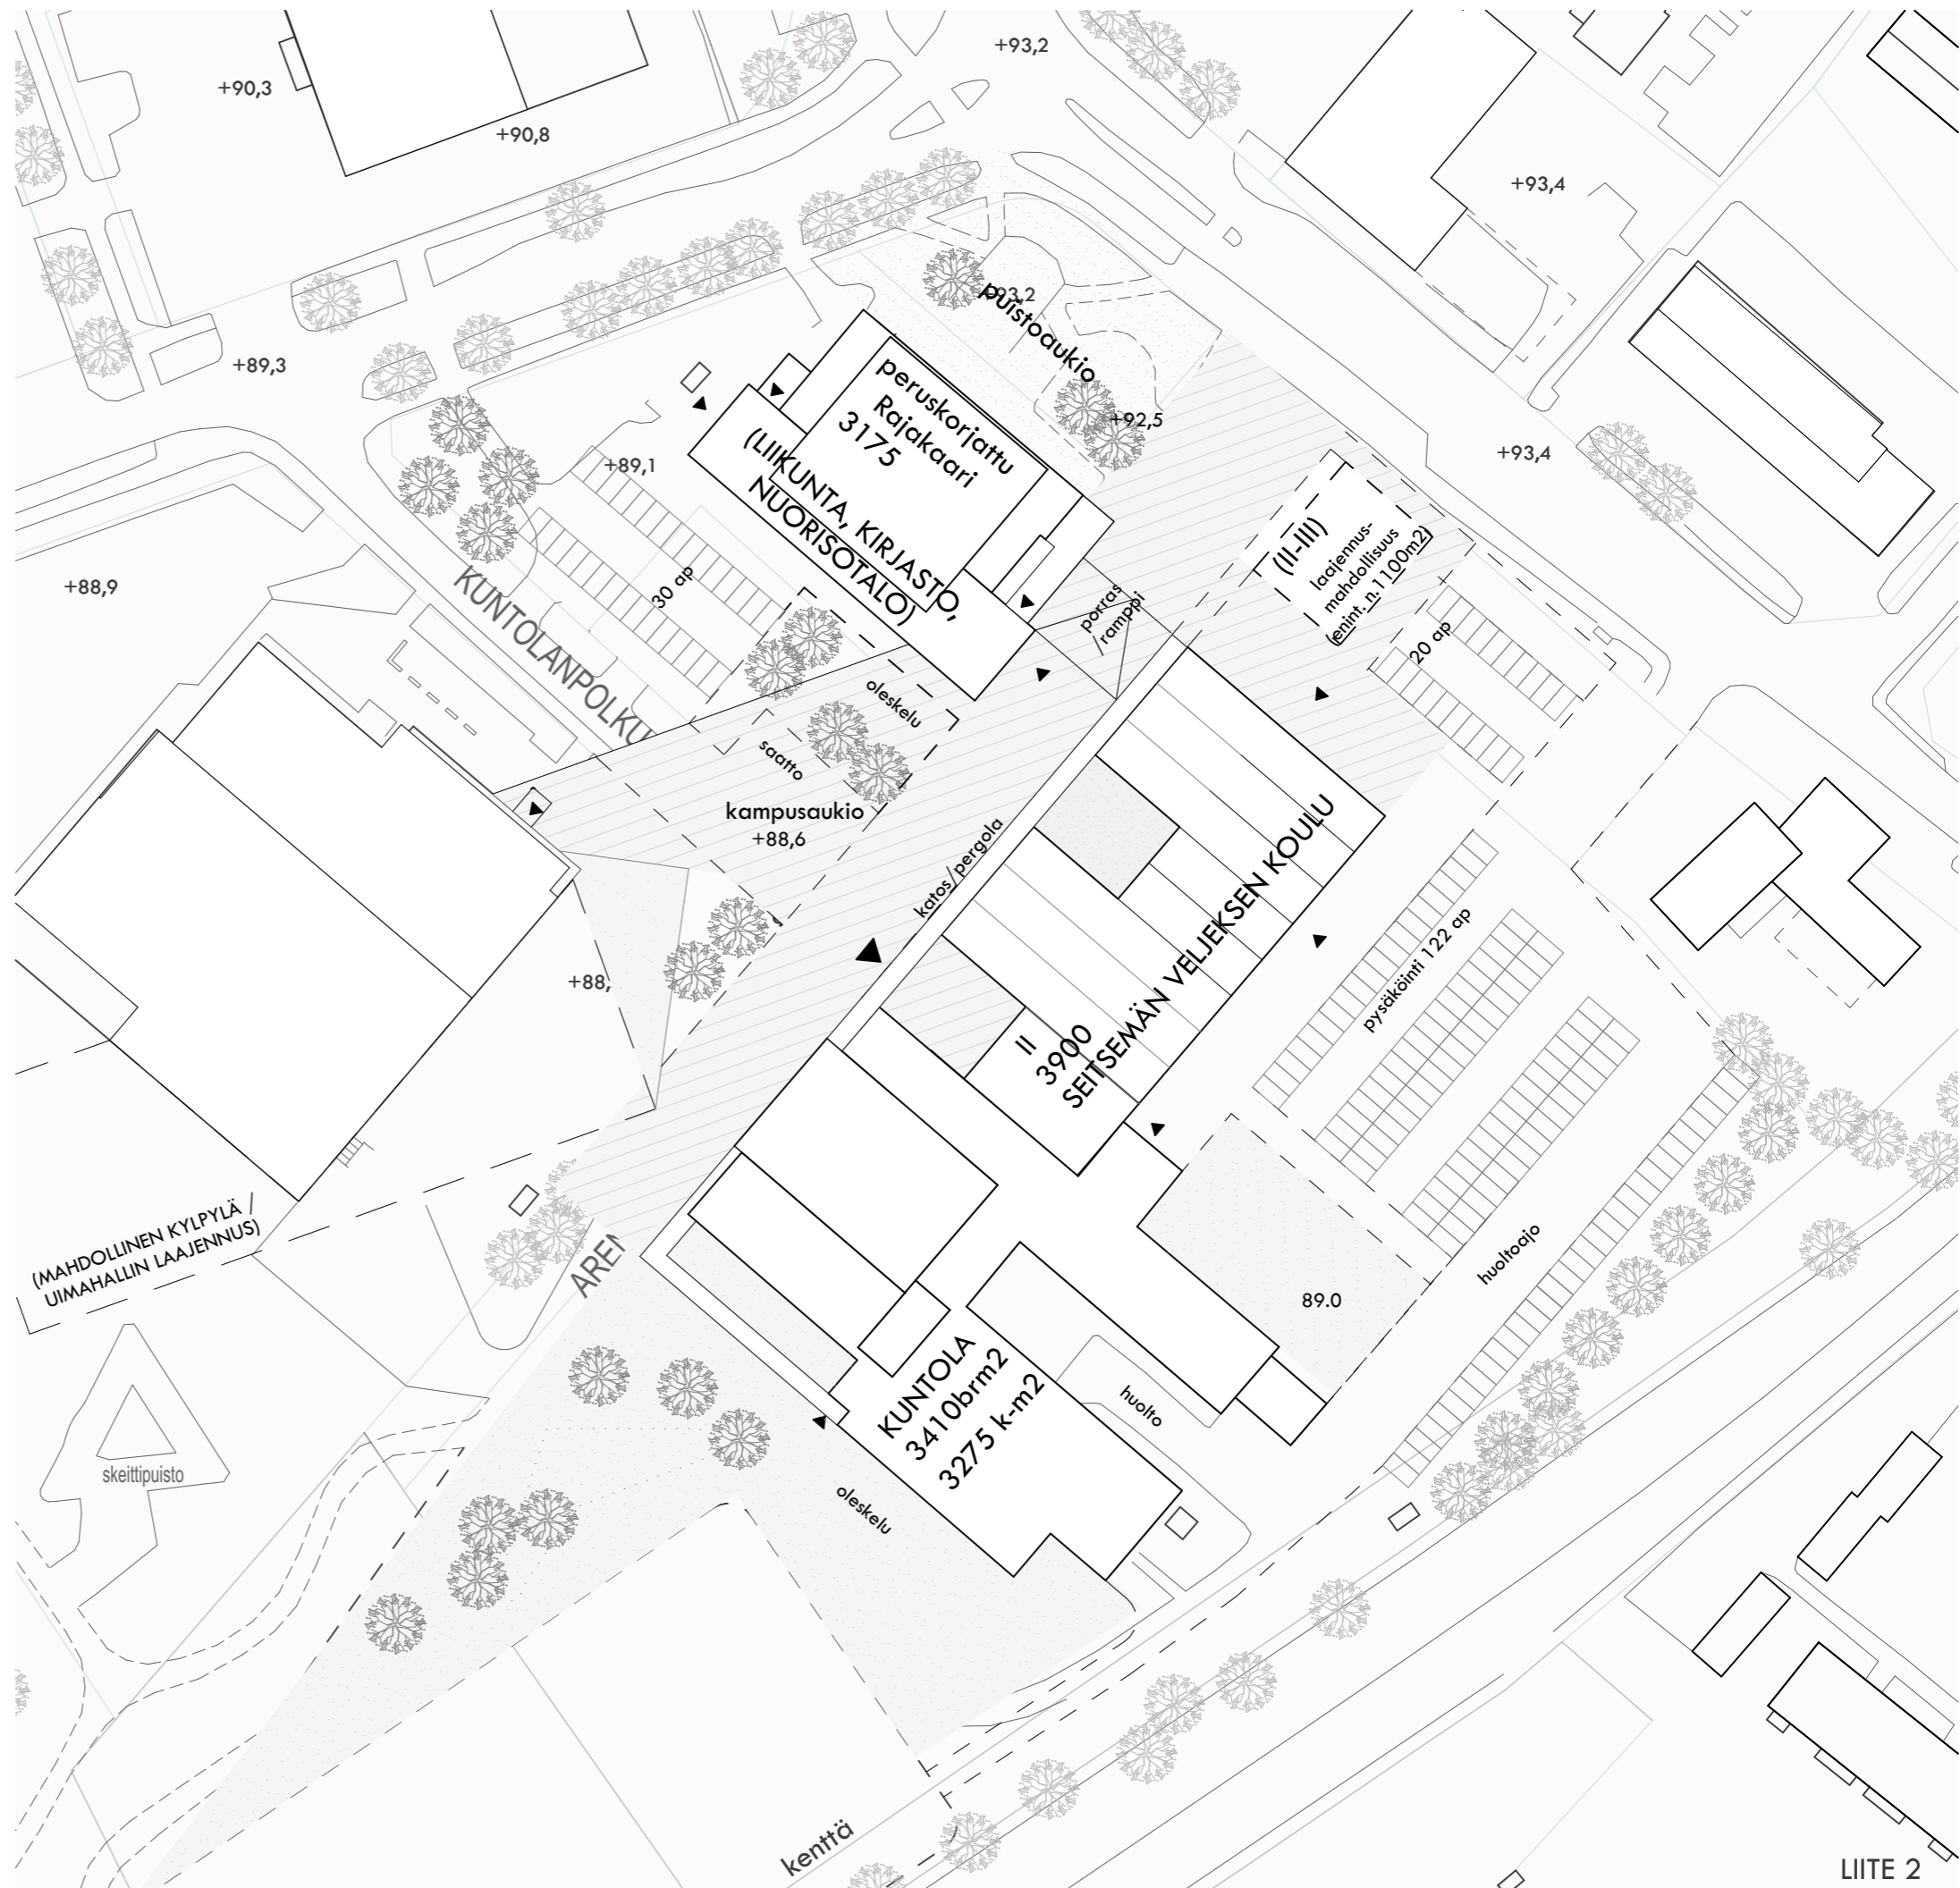 +93,2
+90,3
+90,8
+93,4
+93,2
puistoaukio
+89,3
peruskorjattu
Rajakaari
3175
(LIIKUNTA, KIRJASTO,
NUORISOTALO)
+92,5
+93,4
+89,1
(II-III)
laajennus-
mahdollisuus
(enint. n.1100m2)
+88,9
30 ap
KUNTOLANPOLKU
porras
/ramppi
20 ap
oleskelu
saatto
kampusaukio
+88,6
katos/pergola
+88,
pysäköinti 122 ap
II
3900
SEITSEMÄN VELJEKSEN KOULU
(MAHDOLLINEN KYLPYLÄ /
UIMAHALLIN LAAJENNUS)
AREN
huoltoajo
89.0
KUNTOLA
3410brm2
3275 k-m2
huolto
skeittipuisto
oleskelu
kenttä
LIITE 2